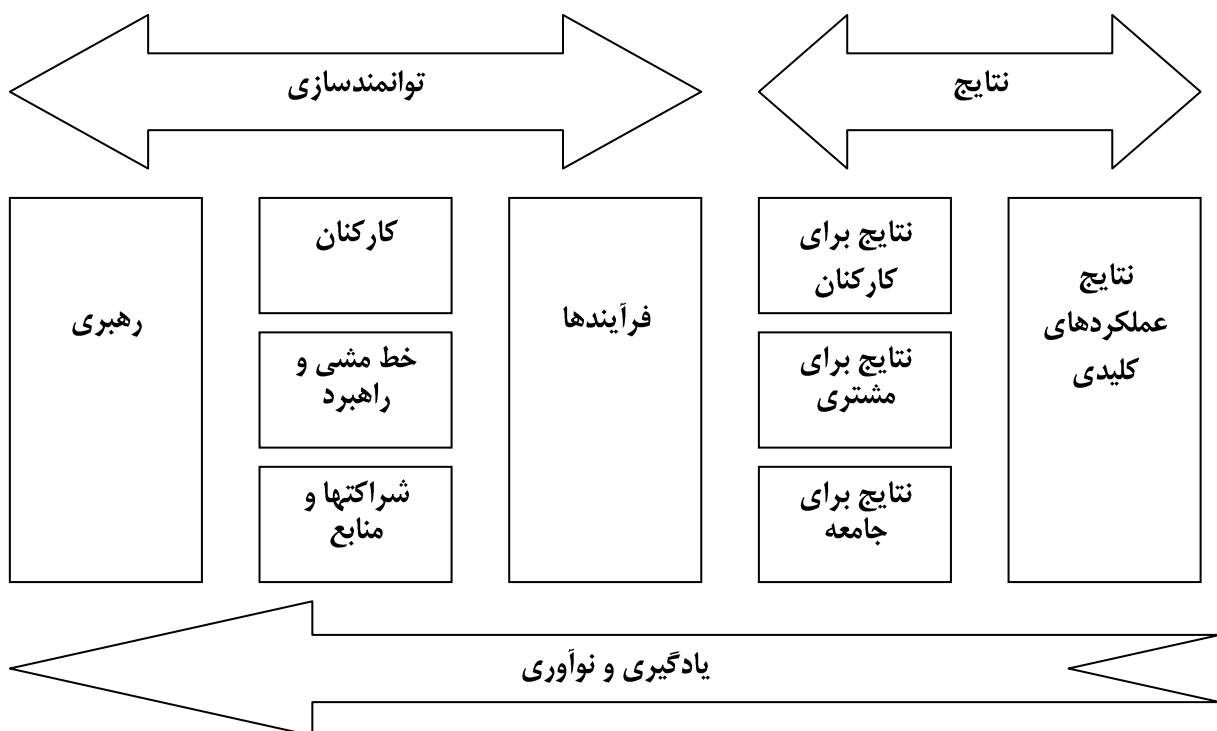 توانمندسازی
نتایج
رهبری
کارکنان
خط مشی و
راهبرد
شراکتها و
منابع
فرآیندها
نتایج برای
کارکنان
نتایج برای
مشتری
نتایج برای
جامعه
نتایج
عملکردهای
کلیدی
یادگیری و نوآوری